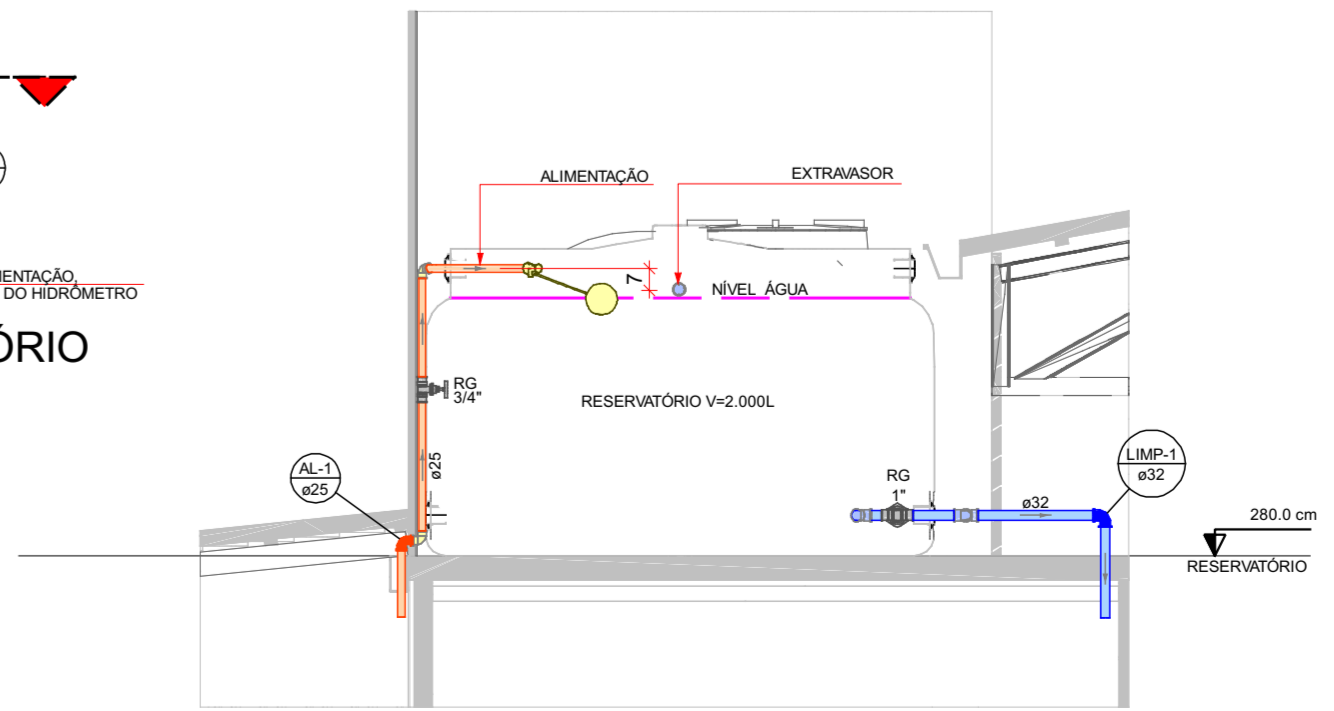 ALIMENTAÇÃO
EXTRAVASOR
DO HIDRÔMETRO
7
NÍVEL ÁGUA
RG
3/4"
RESERVATÓRIO V=2.000L
ø25
AL-1
ø25
RG
1"
ø32
LIMP-1
ø32
280.0 cm
RESERVATÓRIO